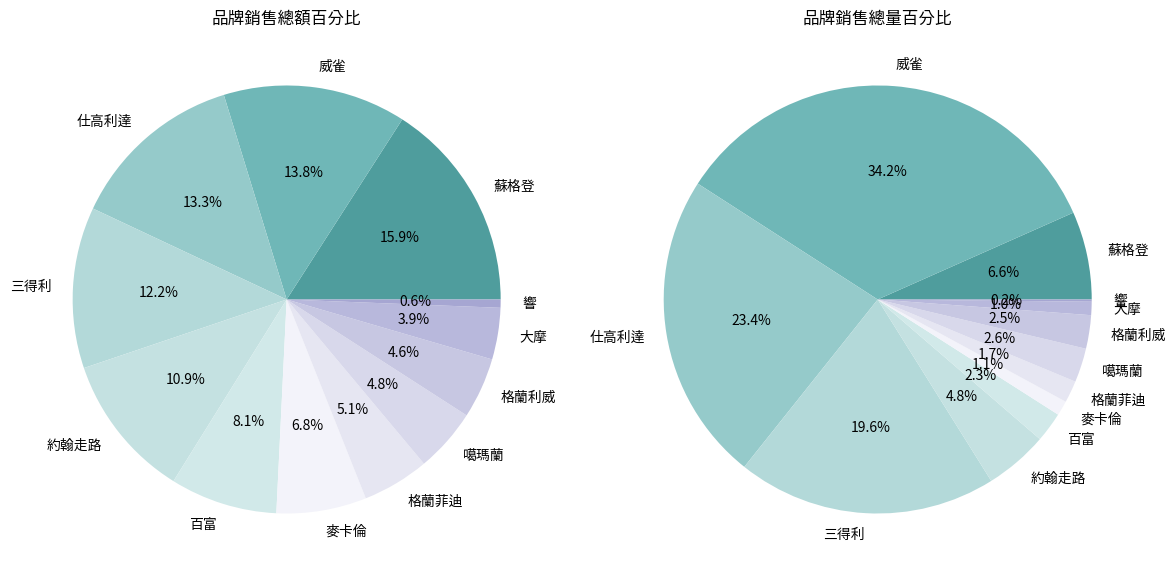 品牌銷售總額百分比
蘇格登
15.9%
威雀
13.8%
仕高利達
13.3%
三得利
12.2%
約翰走路
10.9%
百富
8.1%
麥卡倫
6.8%
格蘭菲迪
5.1%
噶瑪蘭
4.8%
格蘭利威
4.6%
大摩
3.9%
響
0.6%
品牌銷售總量百分比
蘇格登
6.6%
威雀
34.2%
仕高利達
23.4%
三得利
19.6%
約翰走路
4.8%
百富
2.3%
麥卡倫
1.1%
格蘭菲迪
1.7%
噶瑪蘭
2.6%
格蘭利威
2.5%
大摩
響
0.2%